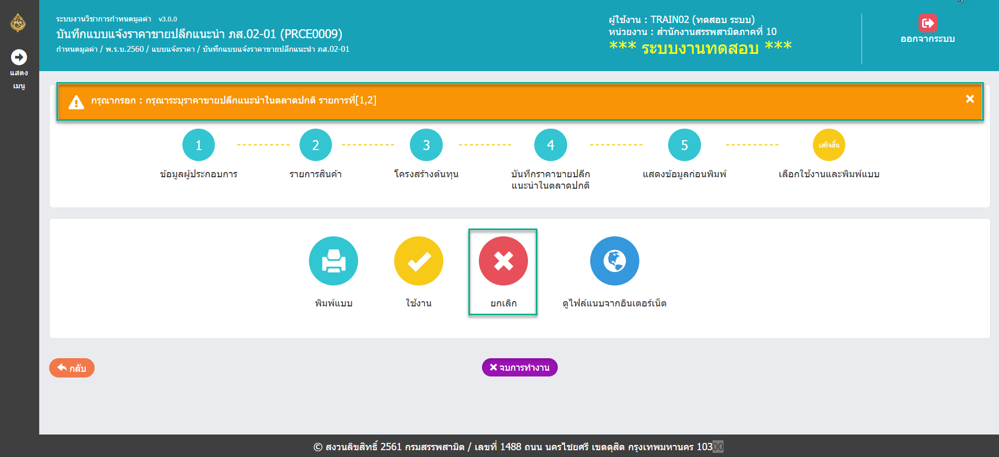 ระบบงานวิชาการกำหนดมูลค่า v3.0.0
บันทึกแบบแจ้งราคาขายปลีกแนะนำ ภส.02-01 (PRCE0009)
กำหนดมูลค่า / พ.ร.บ.2560 / แบบแจ้งราคา / บันทึกแบบแจ้งราคาขายปลีกแนะนำ ภส.02-01
ผู้ใช้งาน : TRAIN02 (ทดสอบ ระบบ)
หน่วยงาน : สำนักงานสรรพสามิตภาคที่ 10
*** ระบบงานทดสอบ ***
ออกจากระบบ
แสดง
เมนู
กรุณากรอก : กรุณาระบุราคาขายปลีกแนะนำในตลาดปกติ รายการที่[1,2]
1
2
3
4
5
เสร็จสิ้น
ข้อมูลผู้ประกอบการ
รายการสินค้า
โครงสร้างต้นทุน
บันทึกราคาขายปลีก
แนะนำในตลาดปกติ
แสดงข้อมูลก่อนพิมพ์
เลือกใช้งานและพิมพ์แบบ
พิมพ์แบบ
ใช้งาน
ยกเลิก
ดูไฟล์แนบจากอินเตอร์เน็ต
กลับ
จบการทำงาน
© สงวนลิขสิทธิ์ 2561 กรมสรรพสามิต / เลขที่ 1488 ถนน นครไชยศรี เขตดุสิต กรุงเทพมหานคร 10300